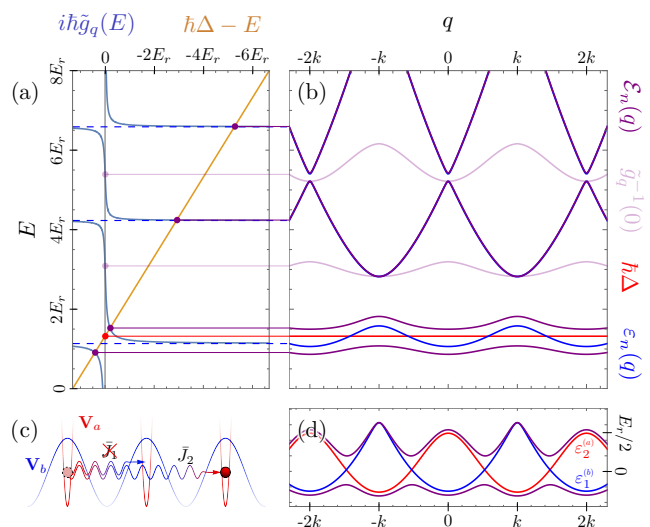 iħg̃_q(E)
ħΔ − E
q
0 -2E_r -4E_r -6E_r
-2k -k 0 k 2k
(a)
(b)
8E_r
6E_r
4E_r
2E_r
0
E
ℰ_n(q)
g̃_q^{-1}(0)
ħΔ
ε_n(q)
(c)
V_a
V_b
J̄_1
J̄_2
(d)
ε_2^{(a)}
ε_1^{(b)}
E_r/2
0
-2k -k 0 k 2k